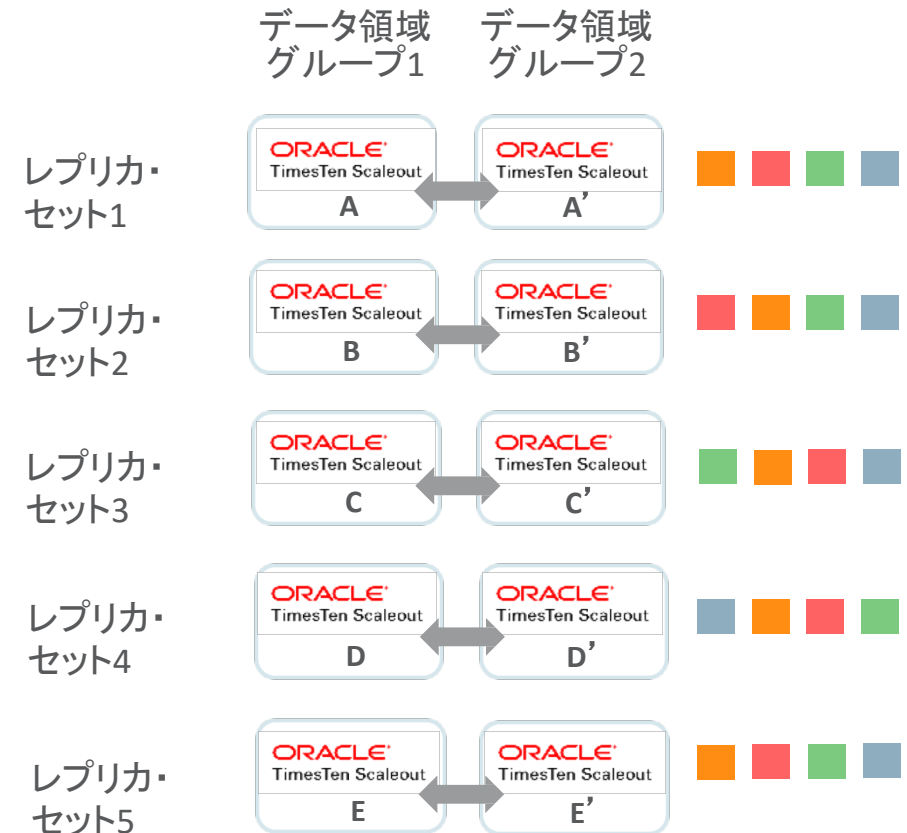 データ領域 データ領域
グループ1 グループ2
レプリカ・
セット1
ORACLE® ORACLE®
TimesTen Scaleout TimesTen Scaleout
A A’
レプリカ・
セット2
ORACLE® ORACLE®
TimesTen Scaleout TimesTen Scaleout
B B’
レプリカ・
セット3
ORACLE® ORACLE®
TimesTen Scaleout TimesTen Scaleout
C C’
レプリカ・
セット4
ORACLE® ORACLE®
TimesTen Scaleout TimesTen Scaleout
D D’
レプリカ・
セット5
ORACLE® ORACLE®
TimesTen Scaleout TimesTen Scaleout
E E’